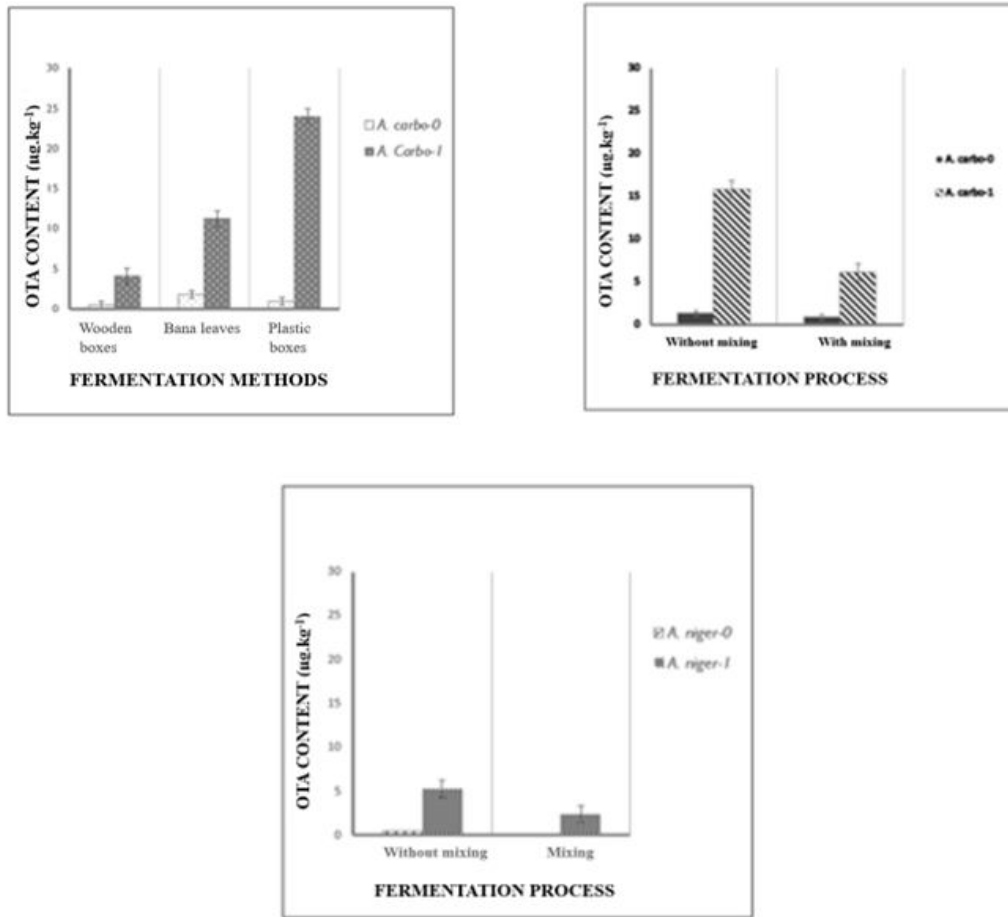 OTA CONTENT (µg.kg-1)
30
25
20
15
10
5
0
Wooden boxes
Bana leaves
Plastic boxes
A. carbo-0
A. Carbo-1
FERMENTATION METHODS
OTA CONTENT (µg.kg-1)
30
25
20
15
10
5
0
Without mixing
With mixing
A. carbo-0
A. carbo-1
FERMENTATION PROCESS
OTA CONTENT (µg.kg-1)
30
25
20
15
10
5
0
Without mixing
Mixing
A. niger-0
A. niger-1
FERMENTATION PROCESS